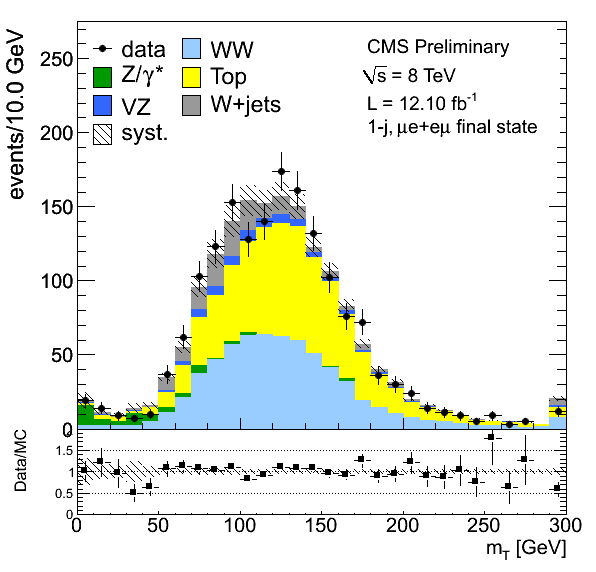 events/10.0 GeV
250
200
150
100
50
0
data
Z/γ*
VZ
syst.
WW
Top
W+jets
CMS Preliminary
√s = 8 TeV
L = 12.10 fb⁻¹
1-j, μe+eμ final state
Data/MC
2
1.5
1
0.5
0
0 50 100 150 200 250 300
m_T [GeV]